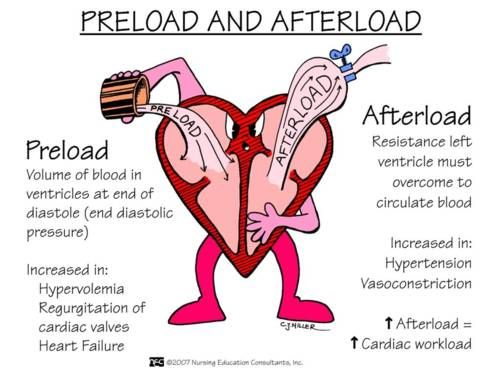 PRELOAD AND AFTERLOAD
PRELOAD
AFTERLOAD
Preload
Volume of blood in
ventricles at end of
diastole (end diastolic
pressure)
Increased in:
Hypervolemia
Regurgitation of
cardiac valves
Heart Failure
Afterload
Resistance left
ventricle must
overcome to
circulate blood
Increased in:
Hypertension
Vasoconstriction
⬆ Afterload =
⬆ Cardiac workload
C.J.MILLER
NEC ©2007 Nursing Education Consultants, Inc.